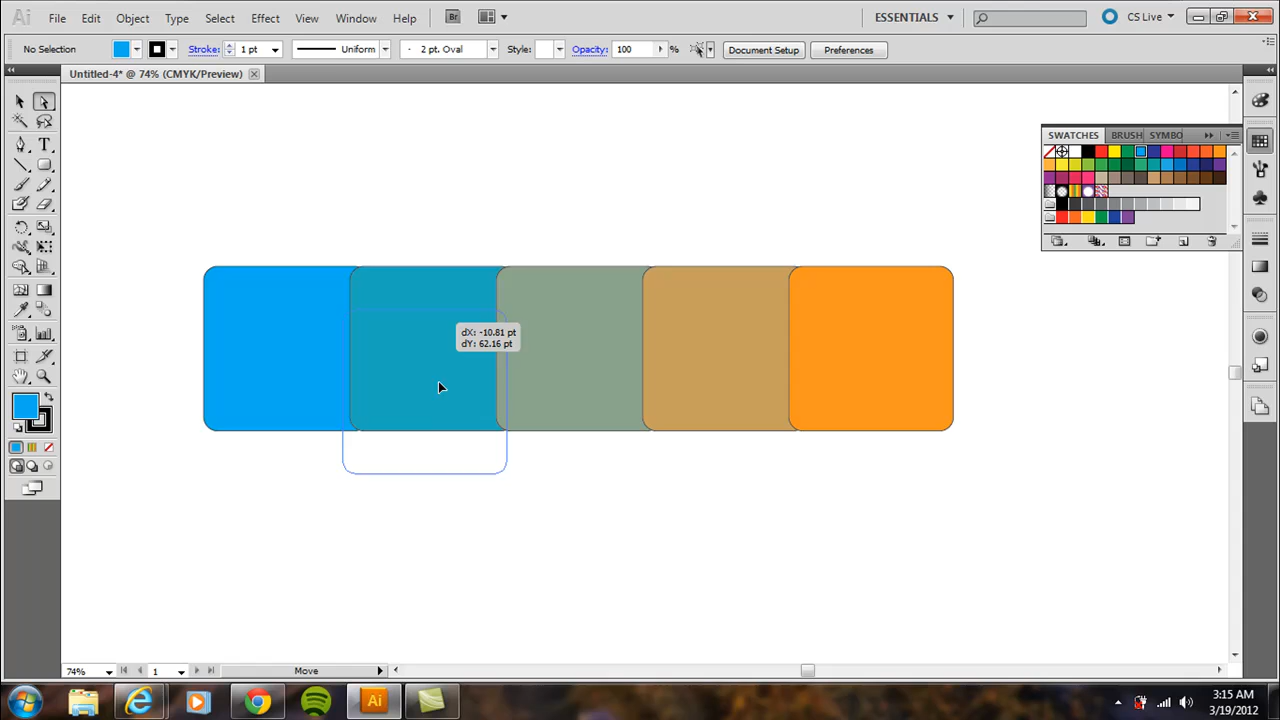 Ai File Edit Object Type Select Effect View Window Help Br ESSENTIALS CS Live
No Selection Stroke: 1 pt Uniform 2 pt. Oval Style: Opacity: 100 % Document Setup Preferences
Untitled-4* @ 74% (CMYK/Preview)
SWATCHES BRUSH SYMBO
dX: -10.81 pt
dY: 62.16 pt
74% 1 Move
Ai
3:15 AM
3/19/2012